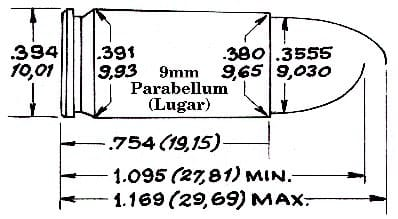 .394 .391 .380 .3555
10,01 9,93 9mm 9,65 9,030
Parabellum
(Lugar)
.754 (19,15)
1.095 (27,81) MIN.
1.169 (29,69) MAX.